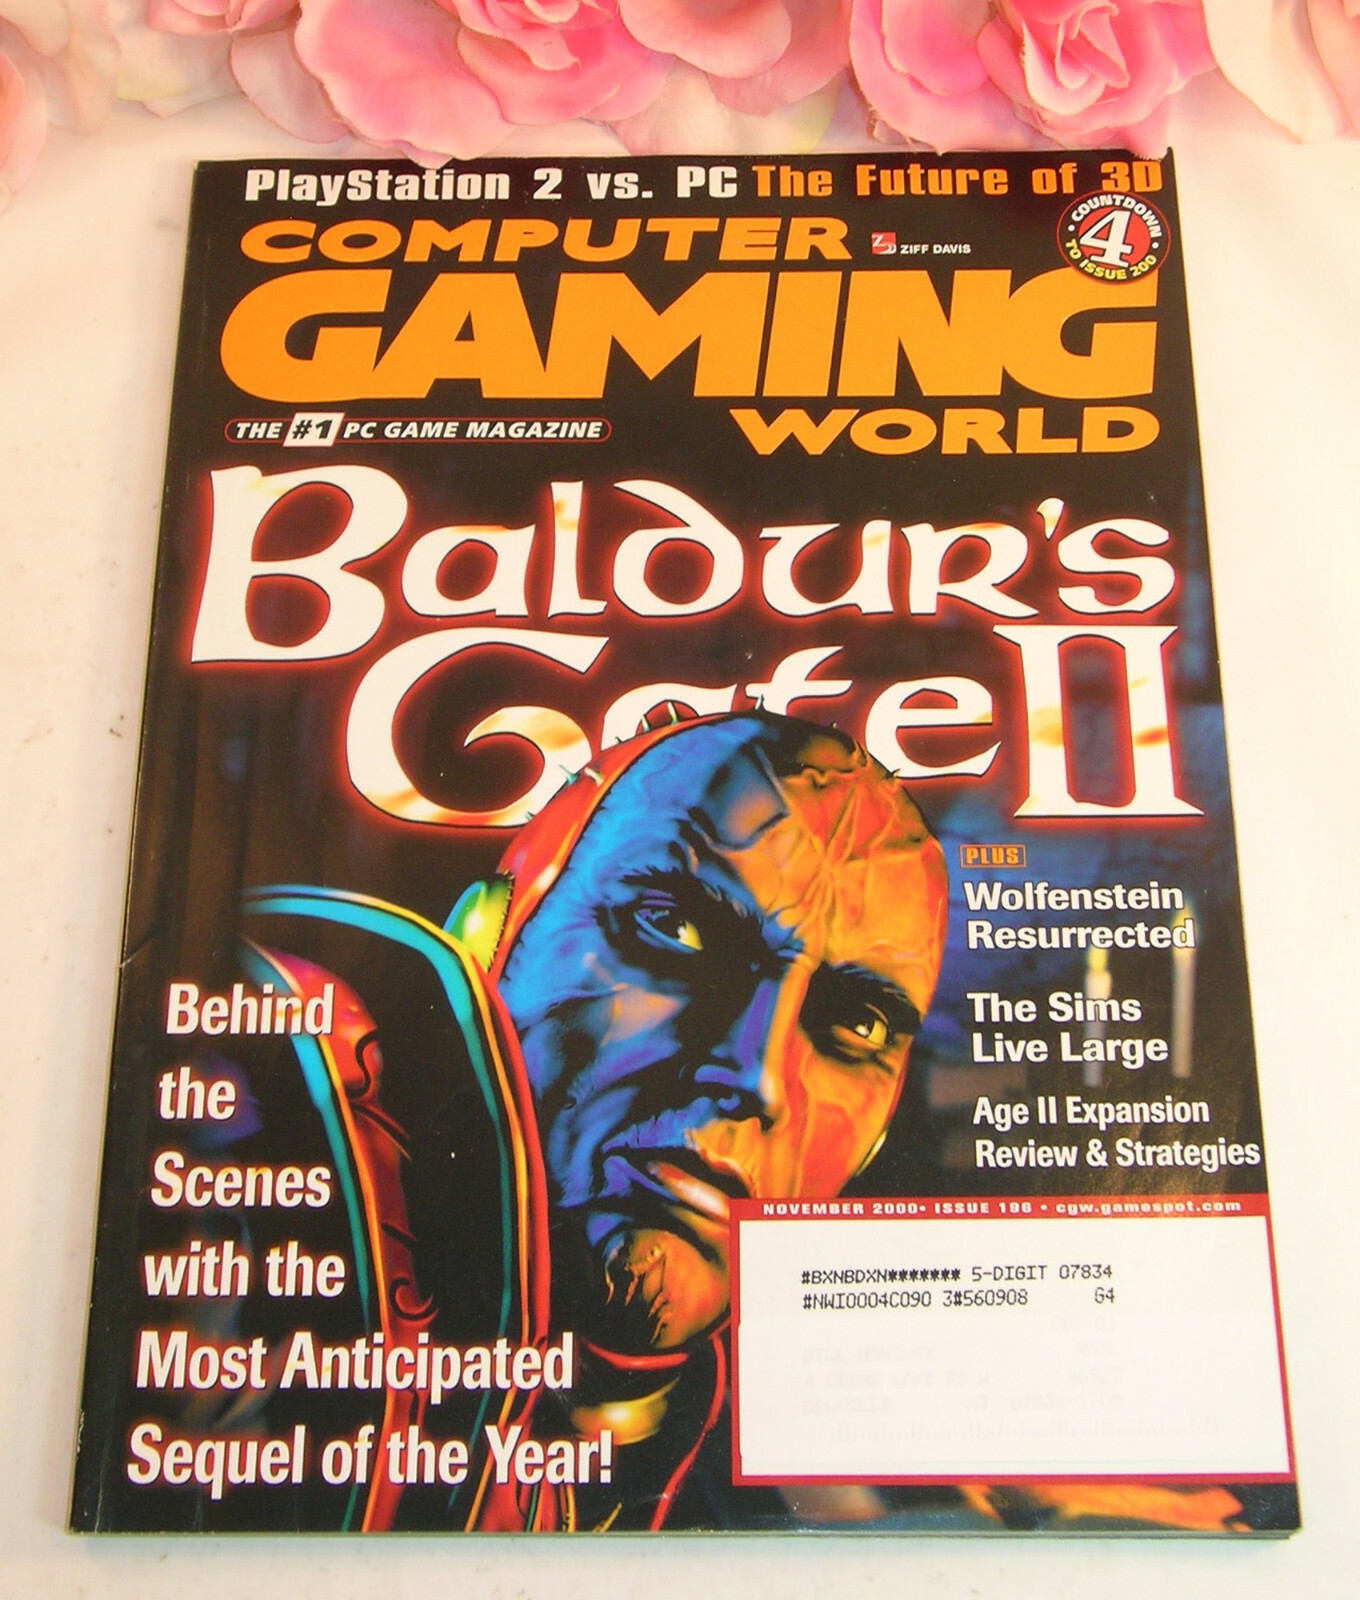 PlayStation 2 vs. PC The Future of 3D
COUNTDOWN
4
TO ISSUE 200
COMPUTER
ZIFF DAVIS
GAMING
THE #1 PC GAME MAGAZINE
WORLD
Baldur's
Gate II
PLUS
Wolfenstein
Resurrected
The Sims
Live Large
Age II Expansion
Review & Strategies
Behind
the
Scenes
with the
Most Anticipated
Sequel of the Year!
NOVEMBER 2000 • ISSUE 196 • cgw.gamespot.com
#BXNBDXN******* 5-DIGIT 07834
#NWI0004C090 3#560908 G4